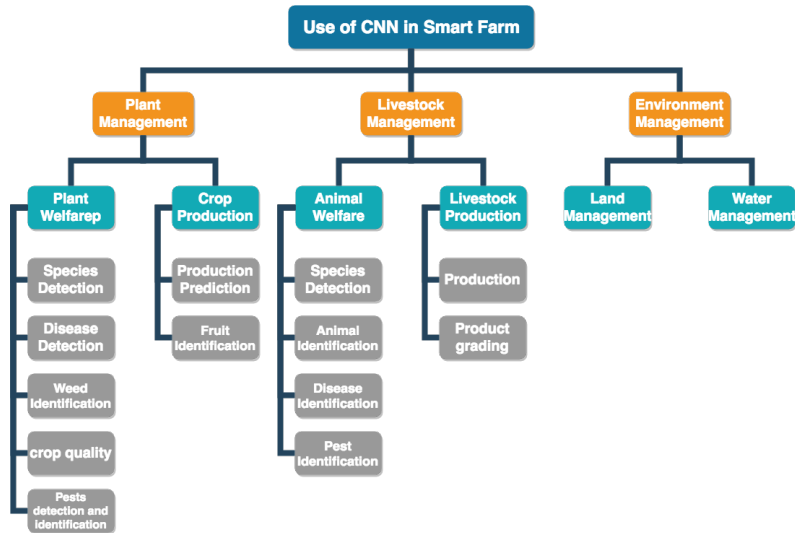 Use of CNN in Smart Farm
Plant
Management
Livestock
Management
Environment
Management
Plant
Welfarep
Crop
Production
Animal
Welfare
Livestock
Production
Land
Management
Water
Management
Species
Detection
Production
Prediction
Species
Detection
Production
Disease
Detection
Fruit
Identification
Animal
Identification
Product
grading
Weed
Identification
Disease
Identification
crop quality
Pest
Identification
Pests
detection and
identification